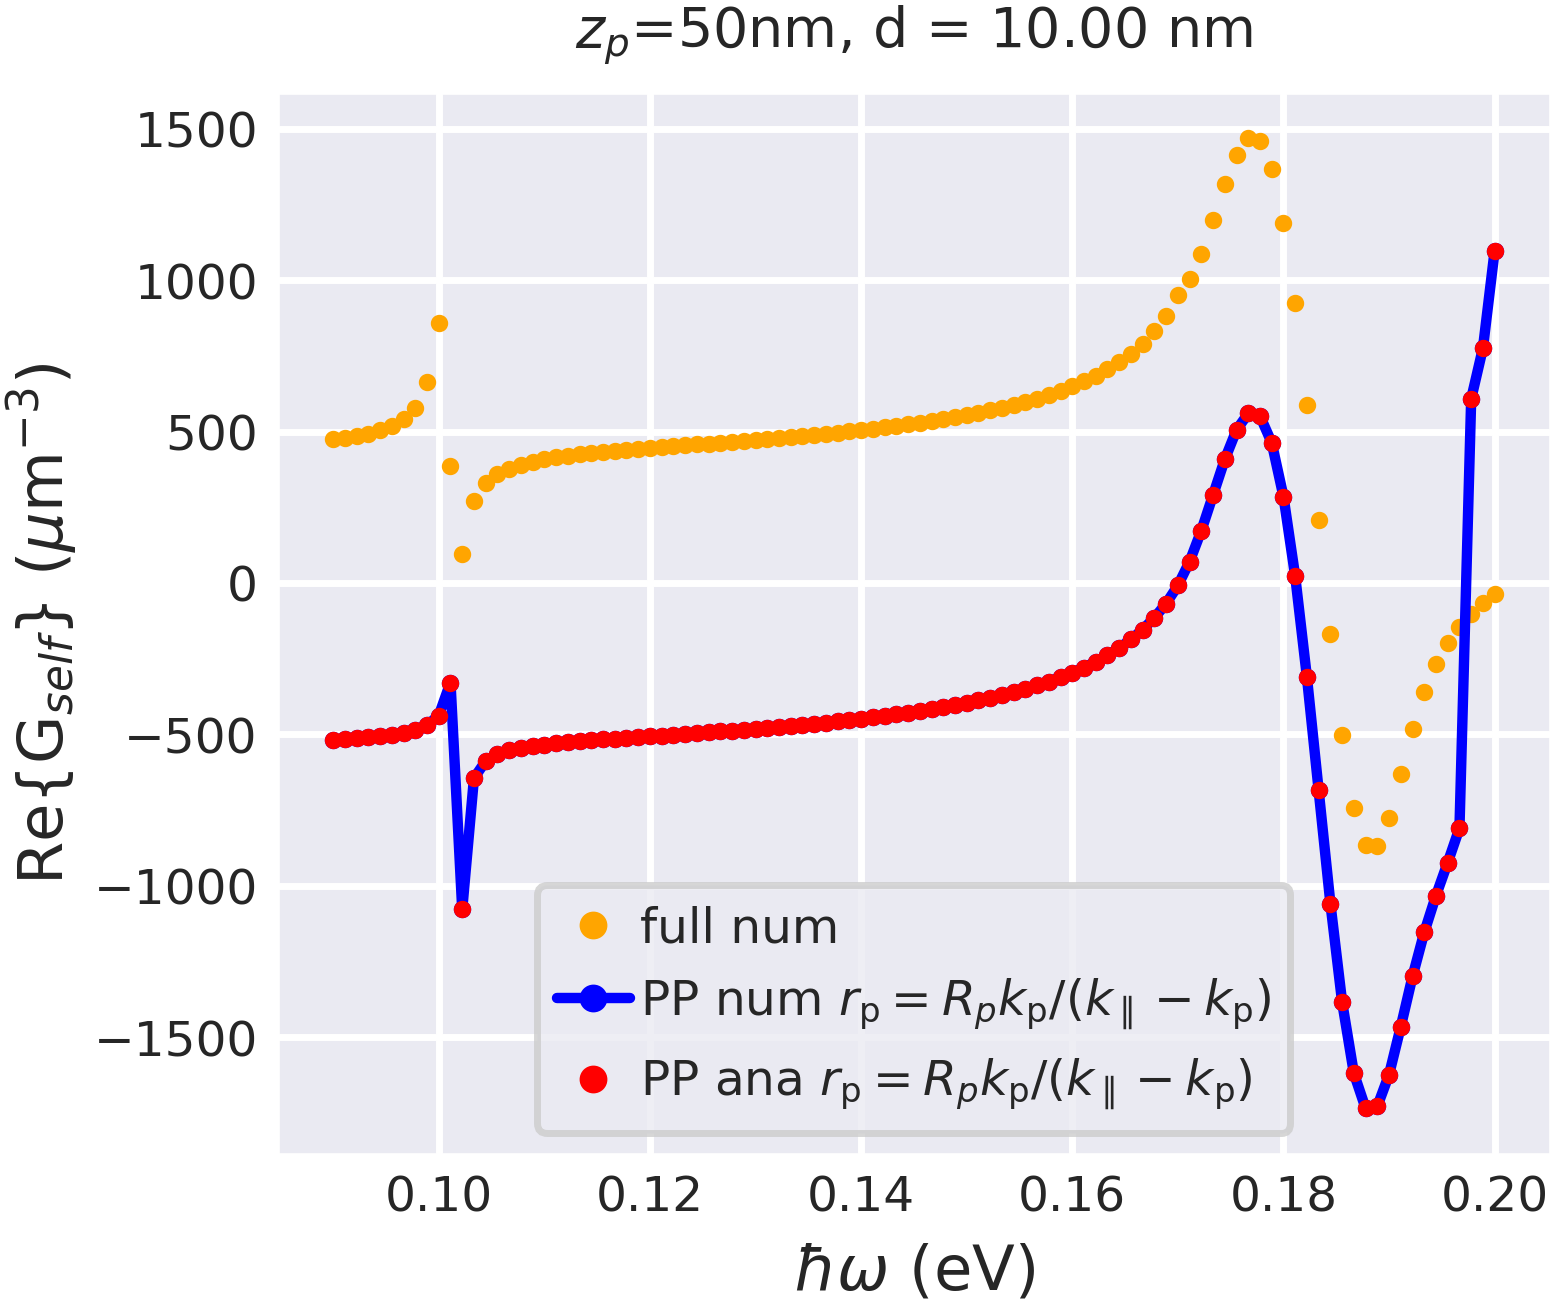 z_p=50nm, d = 10.00 nm
Re{G_self} (μm⁻³)
1500
1000
500
0
−500
−1000
−1500
full num
PP num r_p = R_p k_p/(k_∥ − k_p)
PP ana r_p = R_p k_p/(k_∥ − k_p)
0.10 0.12 0.14 0.16 0.18 0.20
ħω (eV)